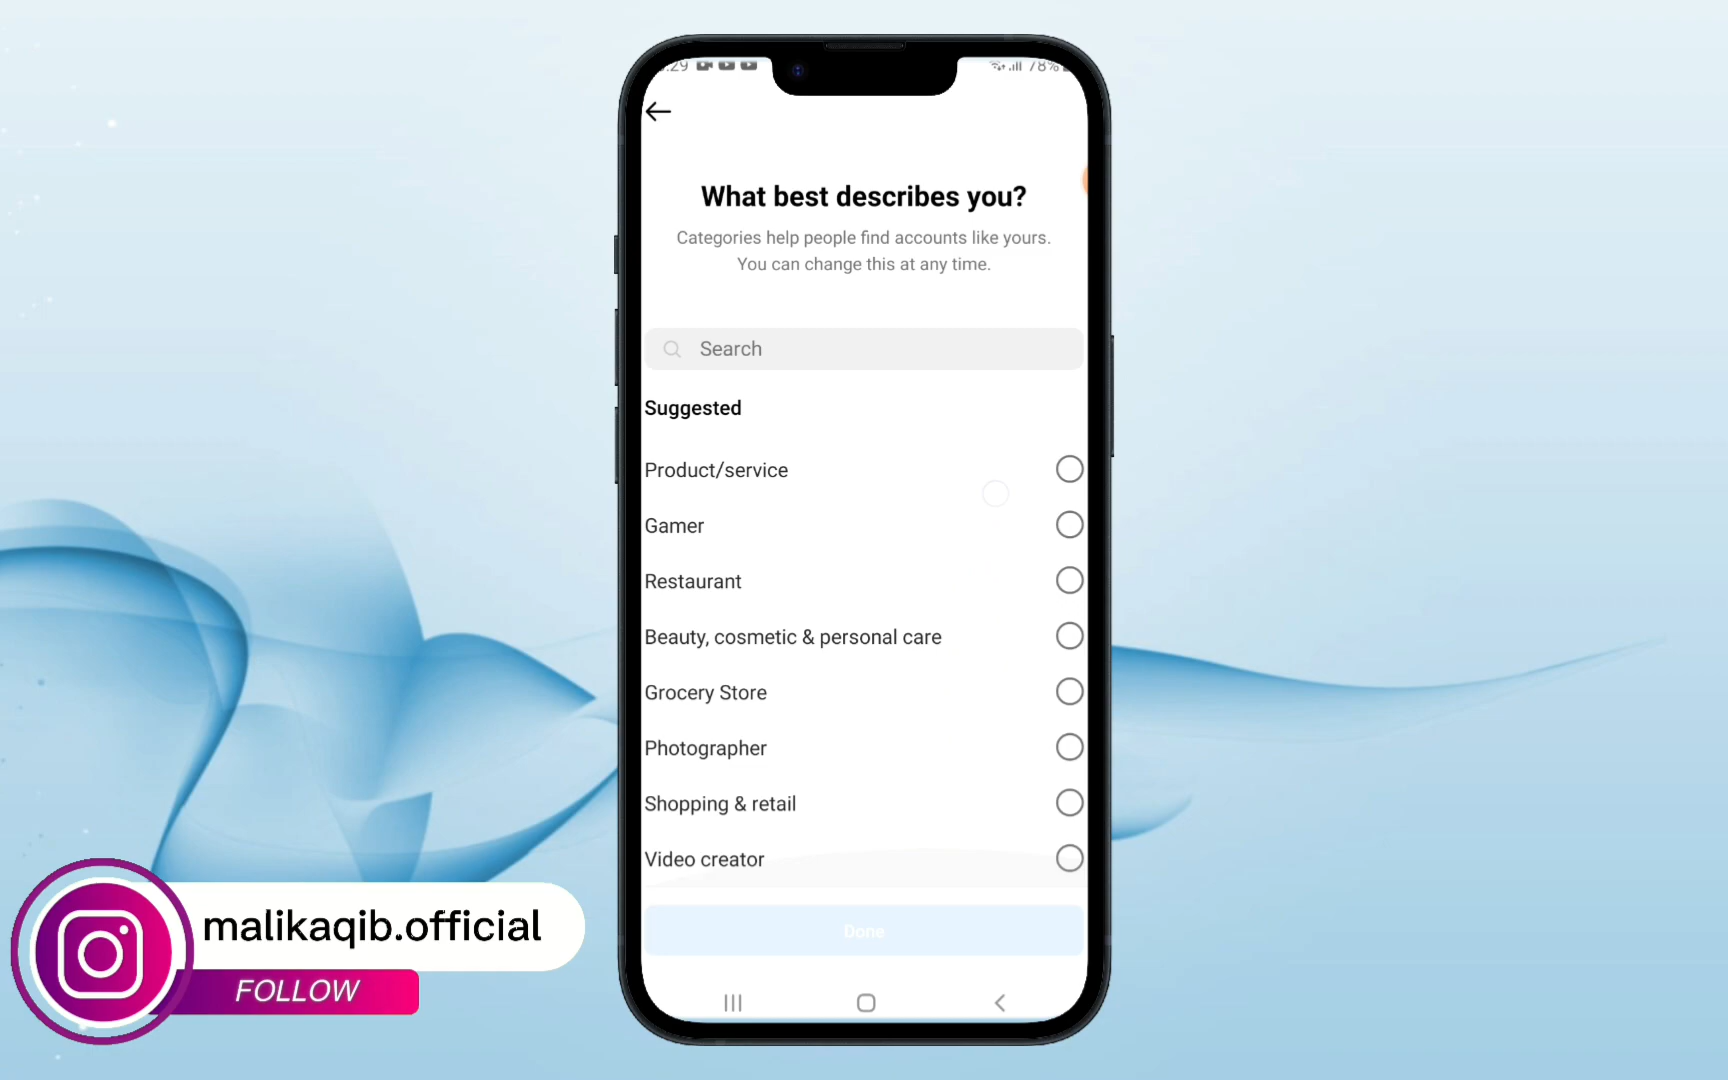 :29 78%
What best describes you?
Categories help people find accounts like yours.
You can change this at any time.
Search
Suggested
Product/service
Gamer
Restaurant
Beauty, cosmetic & personal care
Grocery Store
Photographer
Shopping & retail
Video creator
Done
malikaqib.official
FOLLOW